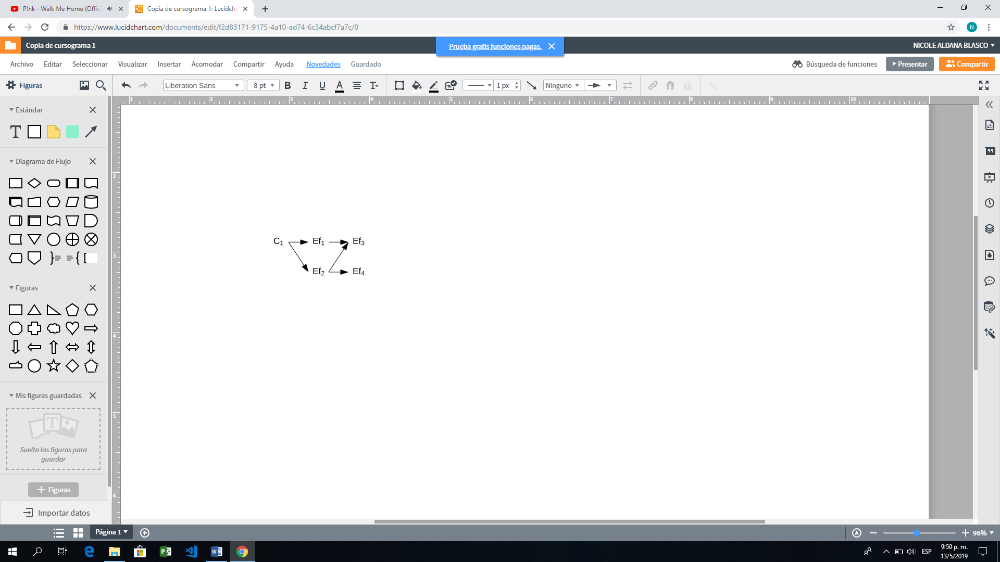 P!nk - Walk Me Home (Offici
Copia de cursograma 1: Lucidcha
https://www.lucidchart.com/documents/edit/f2d83171-9175-4a10-ad74-6c34abcf7a7c/0
N
Copia de cursograma 1
Prueba gratis funciones pagas.
NICOLE ALDANA BLASCO
Archivo Editar Seleccionar Visualizar Insertar Acomodar Compartir Ayuda Novedades Guardado
Búsqueda de funciones
Presentar
Compartir
Figuras
Liberation Sans
8 pt
B I U A T
1 px
Ninguno
1 2 3 4 5 6 7 8 9 10
Estándar
T
Diagrama de Flujo
2
C1 Ef1 Ef3
3
Ef2 Ef4
Figuras
4
Mis figuras guardadas
5
T
Suelta las figuras para
guardar
Figuras
6
Importar datos
Página 1
96%
ESP
9:50 p. m.
13/5/2019